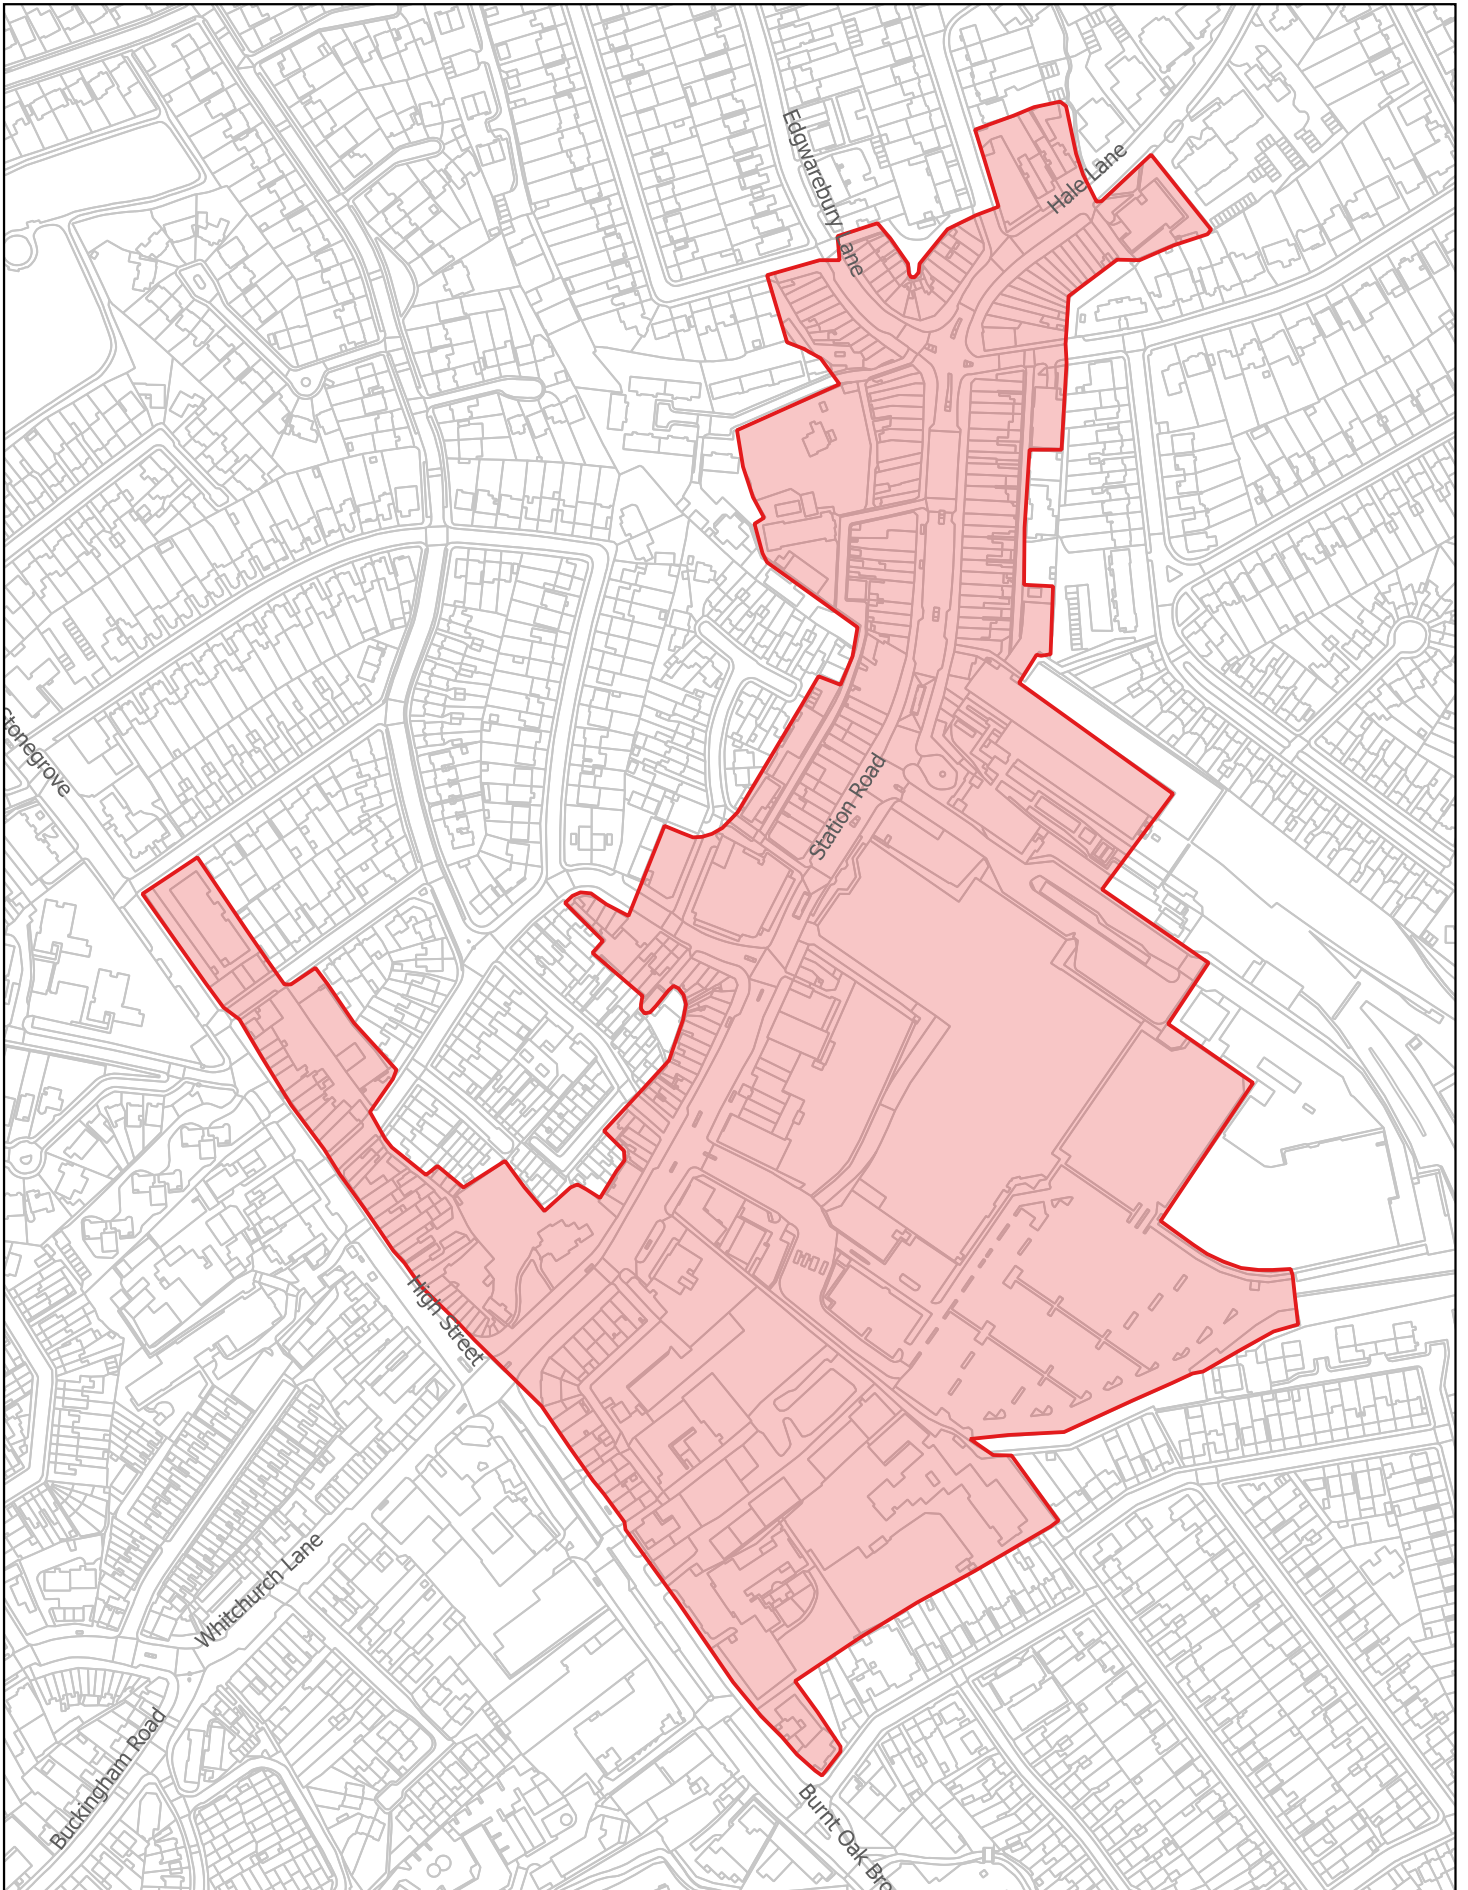 Edgwarebury Lane
Hale Lane
Stonegrove
Station Road
High Street
Whitchurch Lane
Buckingham Road
Burnt Oak Bro